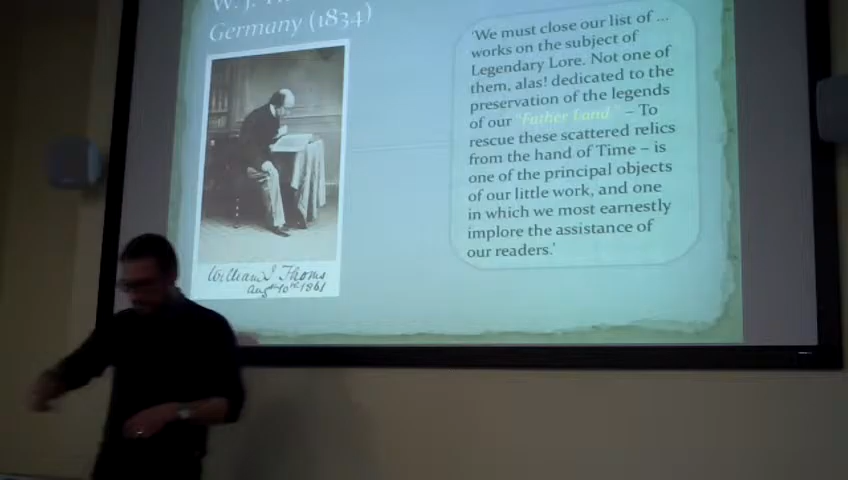 W. J.
Germany (1834)
'We must close our list of ...
works on the subject of
Legendary Lore. Not one of
them, alas! dedicated to the
preservation of the legends
of our "Father Land" – To
rescue these scattered relics
from the hand of Time – is
one of the principal objects
of our little work, and one
in which we most earnestly
implore the assistance of
our readers.'
William J Thoms
Augst 10th 1861